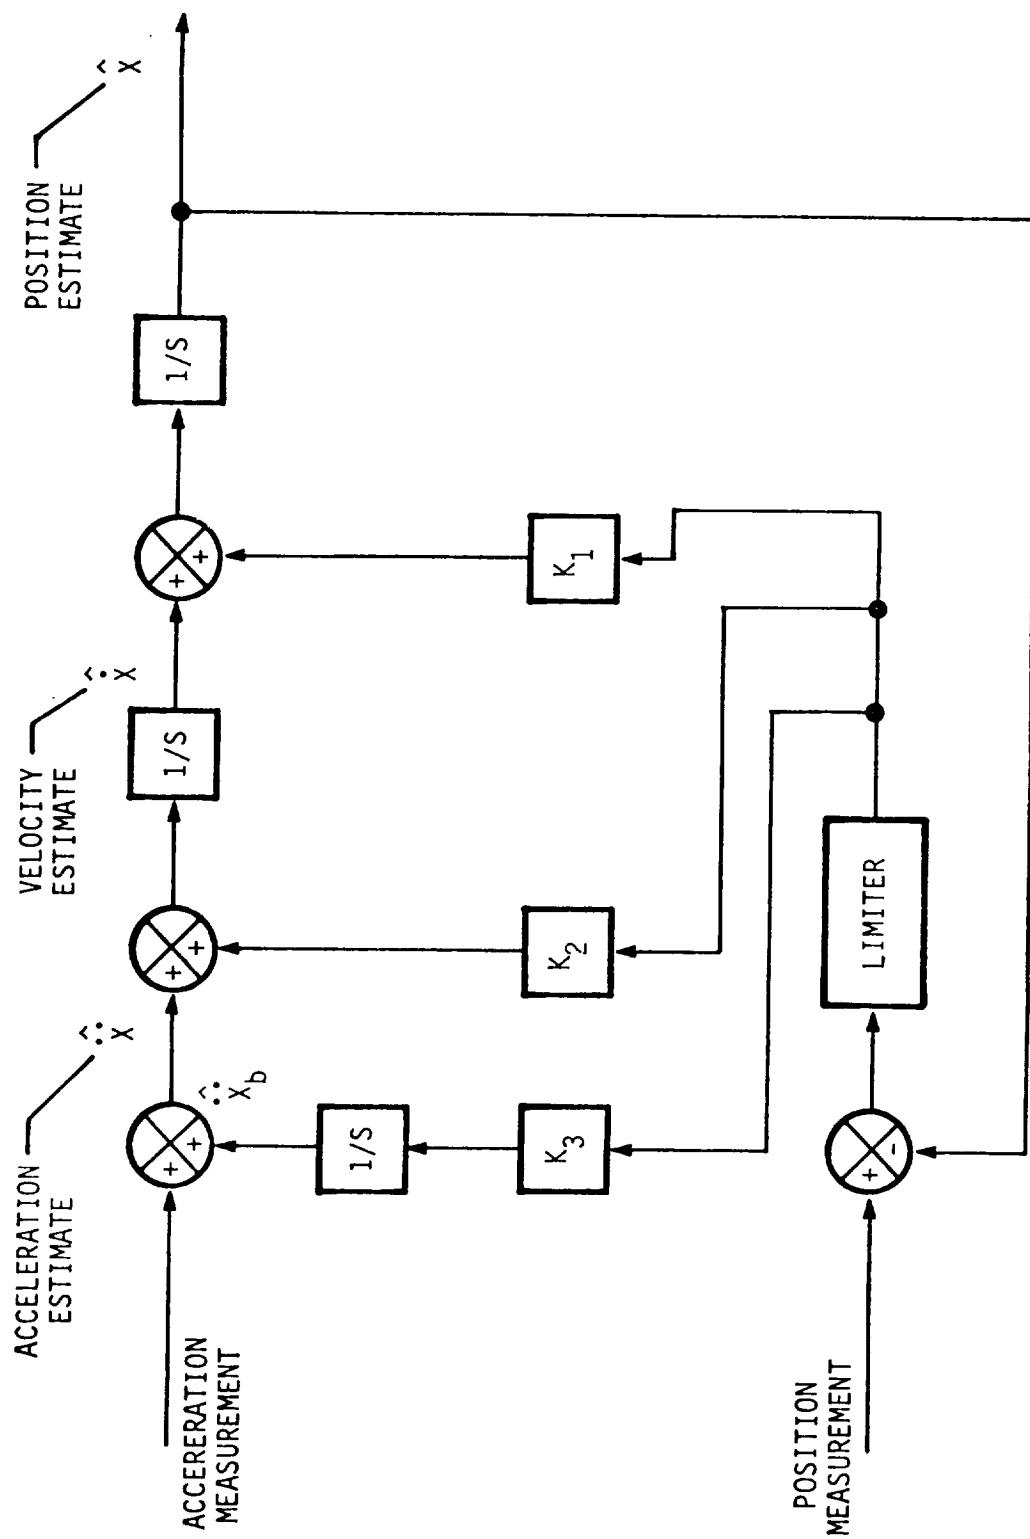 ACCELERATION
ESTIMATE
VELOCITY
ESTIMATE
POSITION
ESTIMATE
X̂̈
X̂̇
X̂
ACCERERATION
MEASUREMENT
+
+
X̂̈b
+
+
1/S
+
+
1/S
1/S
K3
K2
K1
POSITION
MEASUREMENT
+
-
LIMITER